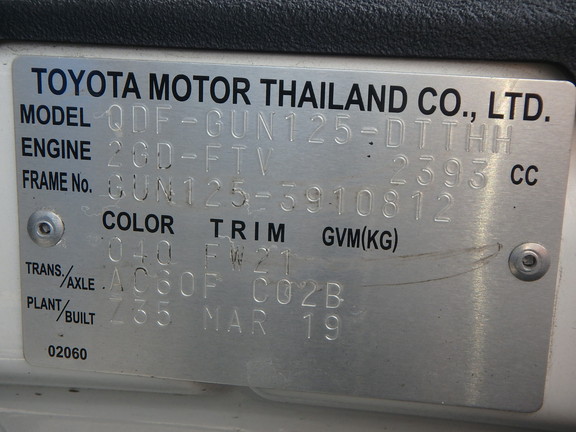 TOYOTA MOTOR THAILAND CO., LTD.
MODEL QDF-GUN125-DTTHH
ENGINE 2GD-FTV 2393 CC
FRAME No. GUN125-3910812
COLOR TRIM GVM(KG)
040 FW21
TRANS./AXLE AC60F C02B
PLANT/BUILT Z35 MAR 19
02060